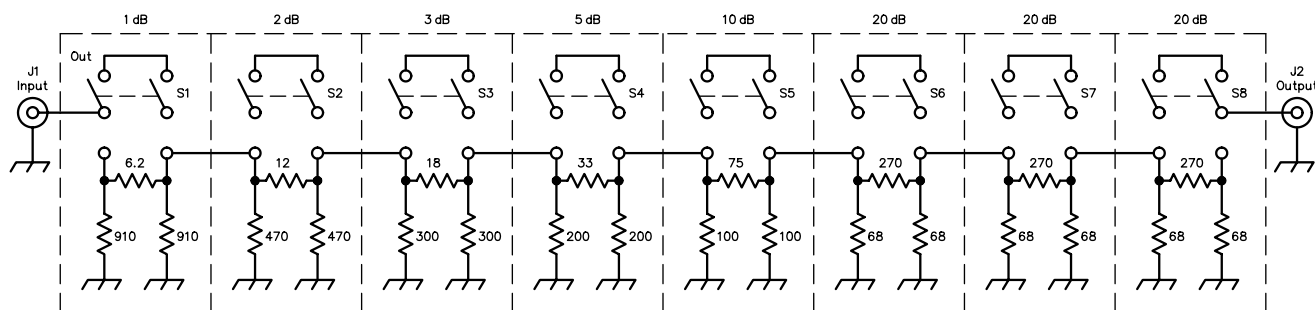 1 dB 2 dB 3 dB 5 dB 10 dB 20 dB 20 dB 20 dB
Out
J1
Input
S1 S2 S3 S4 S5 S6 S7 S8
J2
Output
6.2 12 18 33 75 270 270 270
910 910 470 470 300 300 200 200 100 100 68 68 68 68 68 68